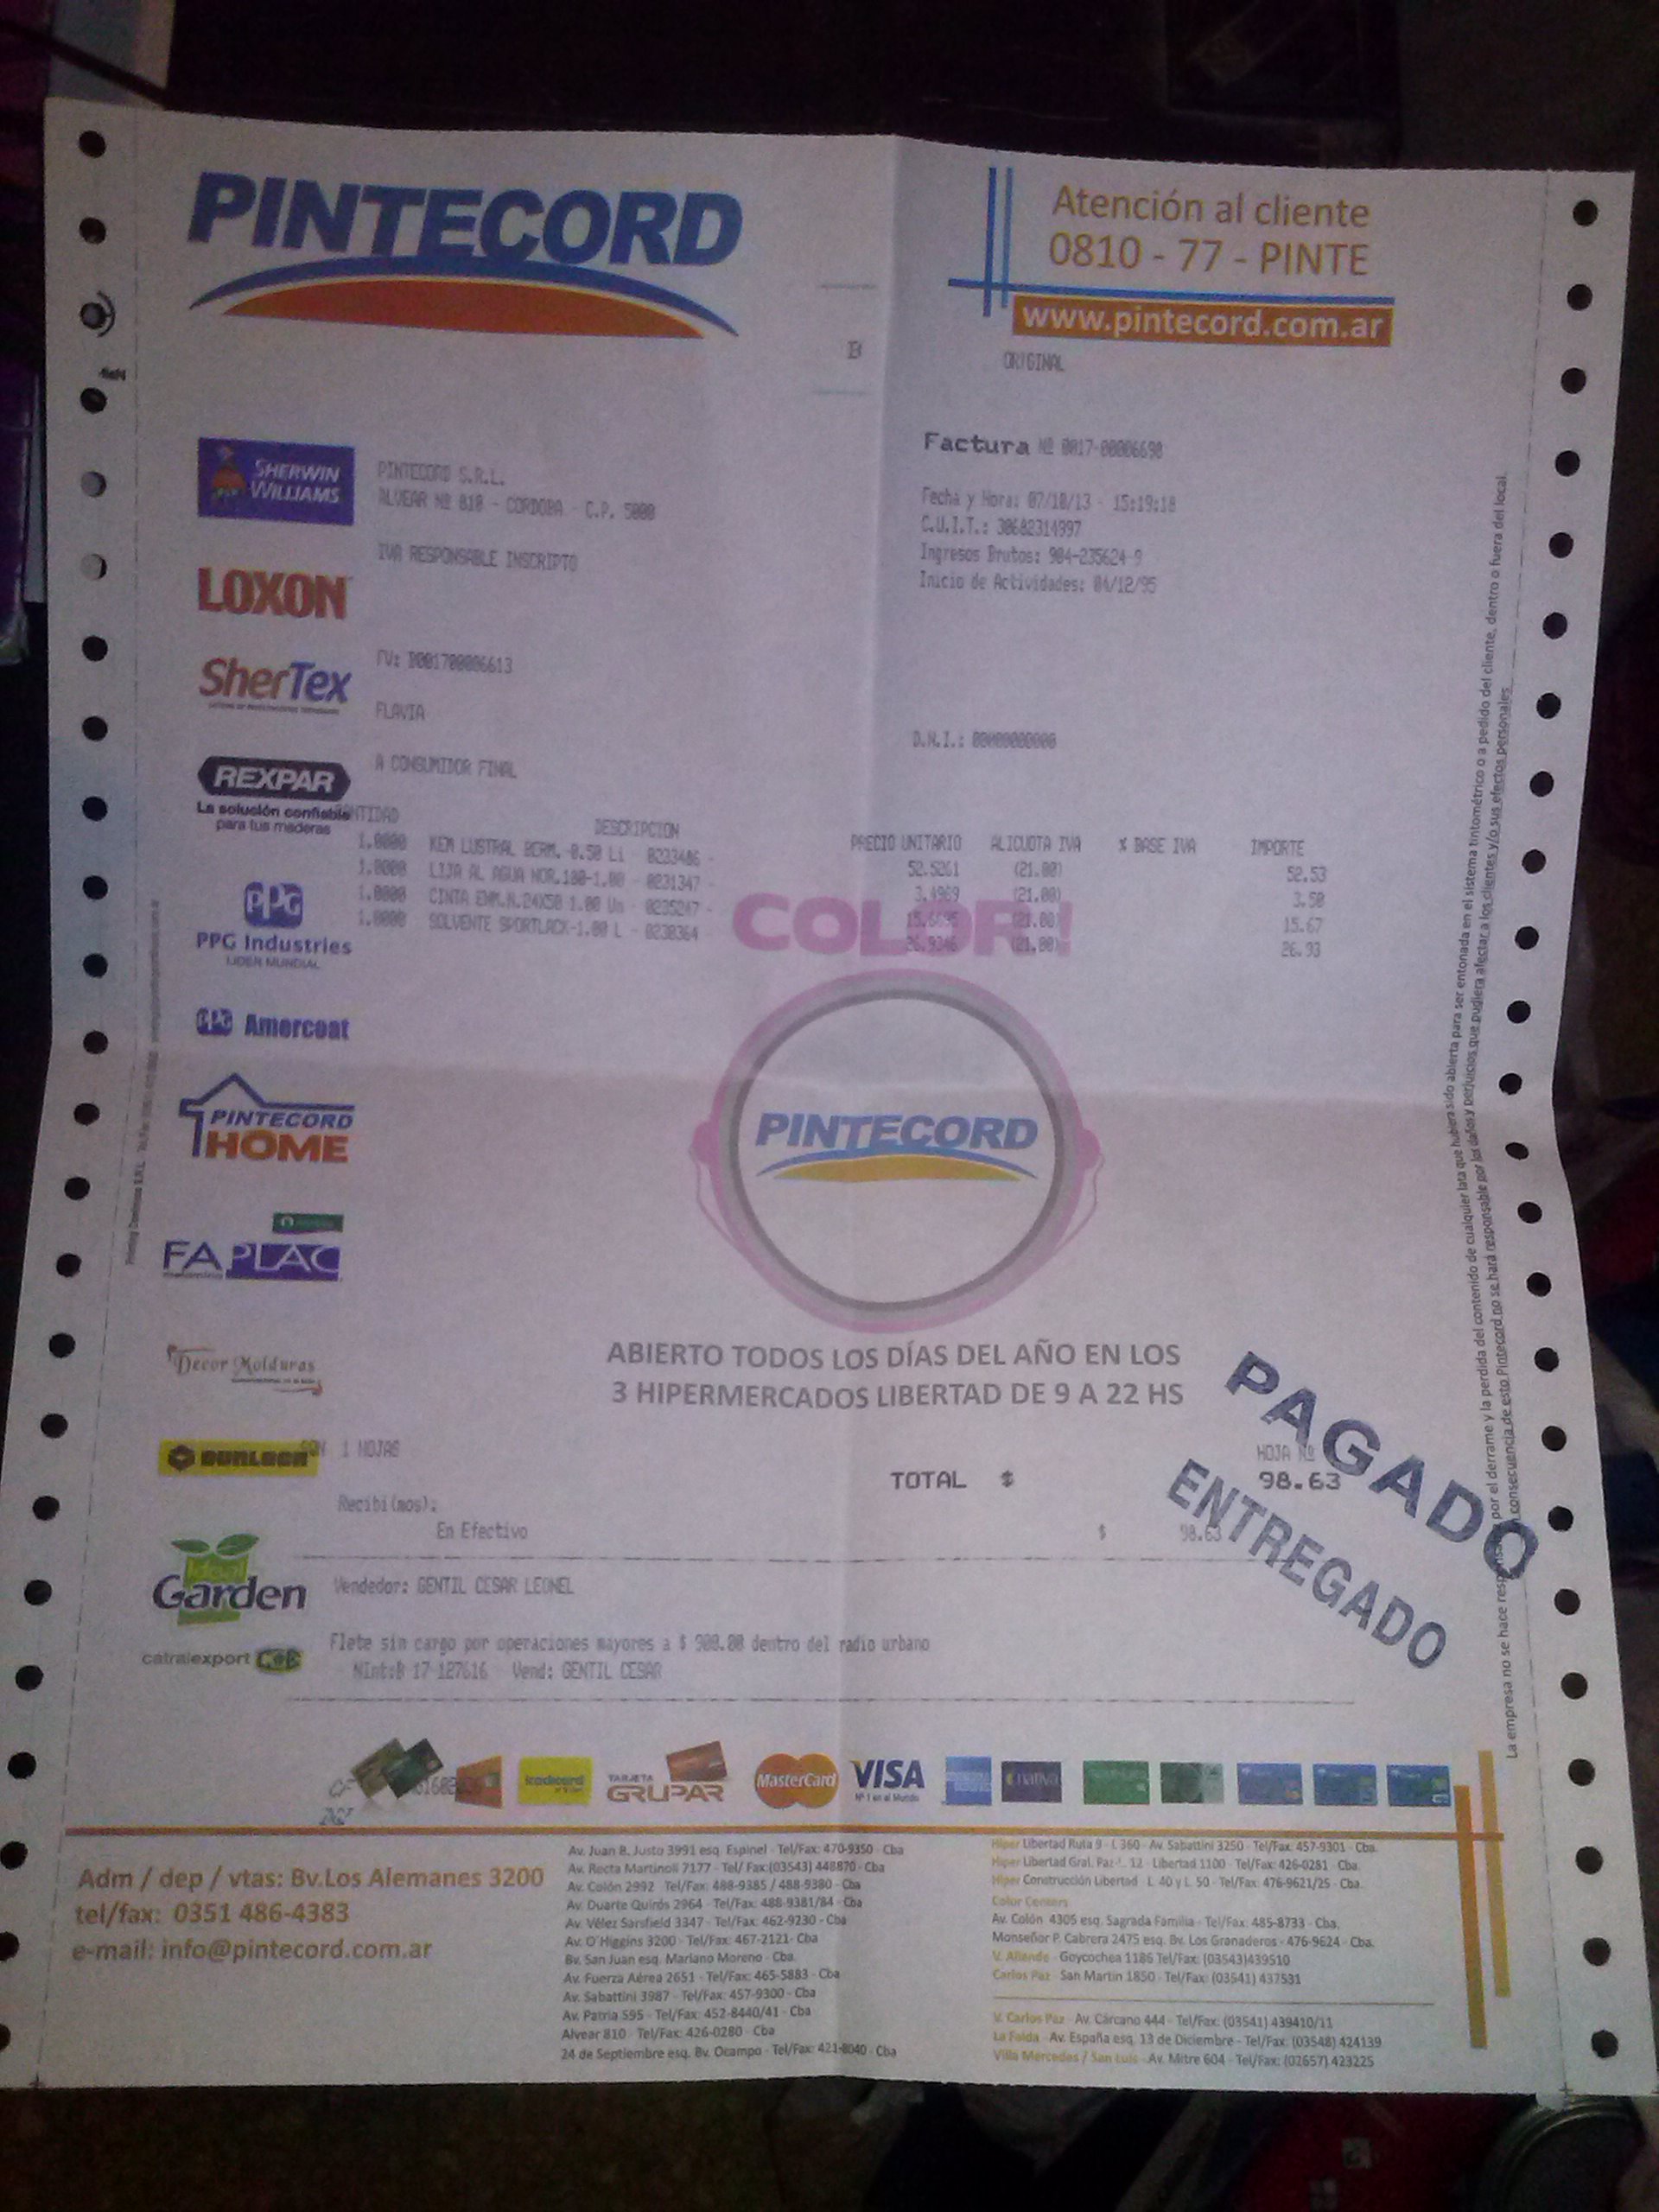 PINTECORD
Atención al cliente
0810 - 77 - PINTE
www.pintecord.com.ar
B
ORIGINAL
Factura Nº 0017-00006690
Fecha y Hora: 07/10/13 - 15:19:18
C.U.I.T.: 30682314997
Ingresos Brutos: 904-235624-9
Inicio de Actividades: 04/12/95
SHERWIN
WILLIAMS
PINTECORD S.R.L.
ALVEAR Nº 810 - CORDOBA - C.P. 5000
IVA RESPONSABLE INSCRIPTO
LOXON
SherTex
FLAVIA
D.N.I.:
REXPAR
La solución confiable
para tus maderas
A CONSUMIDOR FINAL
DESCRIPCION PRECIO UNITARIO ALICUOTA IVA % BASE IVA IMPORTE
1.0000 KEM LUSTRAL BERM.-0.50 Li - 0233486 - 52.5261 (21.00) 52.53
1.0000 LIJA AL AGUA NOR.180-1.00 - 0231347 - 3.4969 (21.00) 3.50
1.0000 CINTA ENM.N.24X50 1.00 Un - 0235247 - (21.00) 15.67
1.0000 SOLVENTE SPORTLACK-1.00 L - 0230364 26.9346 (21.00) 26.93
COLOR!
PPG
PPG Industries
LIDER MUNDIAL
PPG Amercoat
PINTECORD
HOME
PINTECORD
FAPLAC
Decor Molduras
ABIERTO TODOS LOS DÍAS DEL AÑO EN LOS
3 HIPERMERCADOS LIBERTAD DE 9 A 22 HS
DURLOCK
1 HOJAS
HOJA Nº
TOTAL $ 98.63
PAGADO
ENTREGADO
Recibi(mos):
En Efectivo $ 98.63
Ideal
Garden
Vendedor: GENTIL CESAR LEONEL
catralexport
Flete sin cargo por operaciones mayores a $ 900.00 dentro del radio urbano
NInt:B 17-127616 Vend: GENTIL CESAR
kadicard
TARJETA
GRUPAR
MasterCard
VISA
Nº 1 en el Mundo
nativa
Adm / dep / vtas: Bv.Los Alemanes 3200
tel/fax: 0351 486-4383
e-mail: info@pintecord.com.ar
Av. Juan B. Justo 3991 esq. Espinel - Tel/Fax: 470-9350 - Cba
Av. Recta Martinoli 7177 - Tel/ Fax:(03543) 448870 - Cba
Av. Colón 2992 Tel/Fax: 488-9385 / 488-9380 - Cba
Av. Duarte Quirós 2964 - Tel/Fax: 488-9381/84 - Cba
Av. Vélez Sarsfield 3347 - Tel/Fax: 462-9230 - Cba
Av. O'Higgins 3200 - Tel/Fax: 467-2121 - Cba
Bv. San Juan esq. Mariano Moreno - Cba.
Av. Fuerza Aérea 2651 - Tel/Fax: 465-5883 - Cba
Av. Sabattini 3987 - Tel/Fax: 457-9300 - Cba
Av. Patria 595 - Tel/Fax: 452-8440/41 - Cba
Alvear 810 - Tel/Fax: 426-0280 - Cba
24 de Septiembre esq. Bv. Ocampo - Tel/Fax: 421-8040 - Cba
Hiper Libertad Ruta 9 - L 360 - Av. Sabattini 3250 - Tel/Fax: 457-9301 - Cba.
Hiper Libertad Gral. Paz - L. 12 - Libertad 1100 - Tel/Fax: 426-0281 - Cba.
Hiper Construcción Libertad - L 40 y L 50 - Tel/Fax: 476-9621/25 - Cba.
Color Centers
Av. Colón 4305 esq. Sagrada Familia - Tel/Fax: 485-8733 - Cba.
Monseñor P. Cabrera 2475 esq. Bv. Los Granaderos - 476-9624 - Cba.
V. Allende - Goycochea 1186 Tel/Fax: (03543)439510
Carlos Paz - San Martin 1850 - Tel/Fax: (03541) 437531
V. Carlos Paz - Av. Cárcano 444 - Tel/Fax: (03541) 439410/11
La Falda - Av. España esq. 13 de Diciembre - Tel/Fax: (03548) 424139
Villa Mercedes / San Luis - Av. Mitre 604 - Tel/Fax: (02657) 423225
La empresa no se hace por el derrame y la perdida del contenido de cualquier lata que hubiera sido abierta para ser entonada en el sistema tintométrico o a pedido del cliente, dentro o fuera del local.
consecuencia de esto Pintecord no se hará responsable por los daños y perjuicios que pudiera afectar a los clientes y/o sus efectos personales